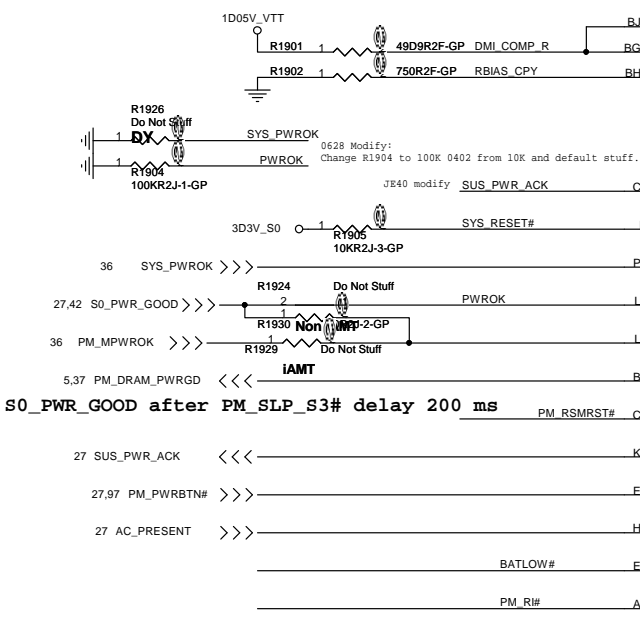 1D05V_VTT
BJ
R1901 1 49D9R2F-GP DMI_COMP_R BG
R1902 1 750R2F-GP RBIAS_CPY BH
R1926
Do Not Stuff
1 DY SYS_PWROK
0628 Modify:
Change R1904 to 100K 0402 from 10K and default stuff.
1 PWROK
R1904
100KR2J-1-GP
JE40 modify SUS_PWR_ACK C
3D3V_S0 1 SYS_RESET#
R1905
10KR2J-3-GP
36 SYS_PWROK P
R1924 Do Not Stuff
27,42 S0_PWR_GOOD 2 PWROK L
1
R1930 Non
36 PM_MPWROK 1 L
R1929 Do Not Stuff
iAMT
5,37 PM_DRAM_PWRGD B
S0_PWR_GOOD after PM_SLP_S3# delay 200 ms
PM_RSMRST# C
27 SUS_PWR_ACK K
27,97 PM_PWRBTN# E
27 AC_PRESENT H
BATLOW# E
PM_RI# A